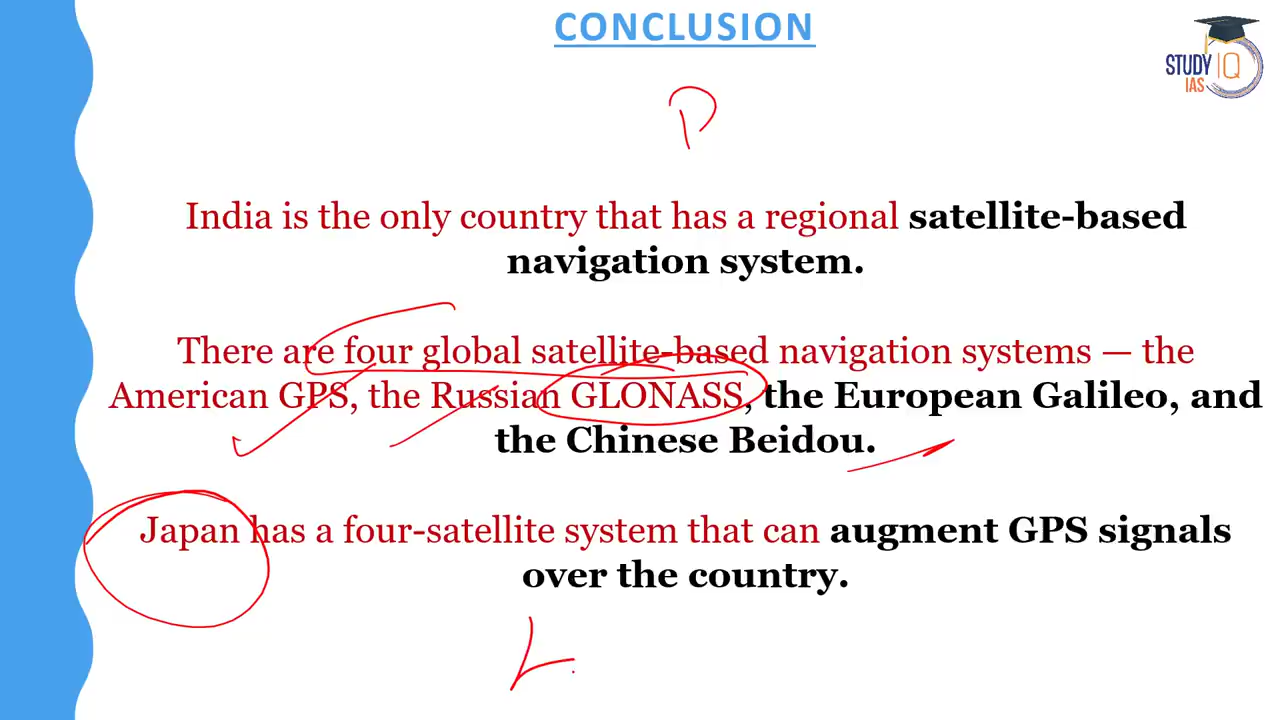 CONCLUSION
STUDY IQ
IAS
P
India is the only country that has a regional satellite-based
navigation system.
There are four global satellite-based navigation systems — the
American GPS, the Russian GLONASS, the European Galileo, and
the Chinese Beidou.
Japan has a four-satellite system that can augment GPS signals
over the country.
L